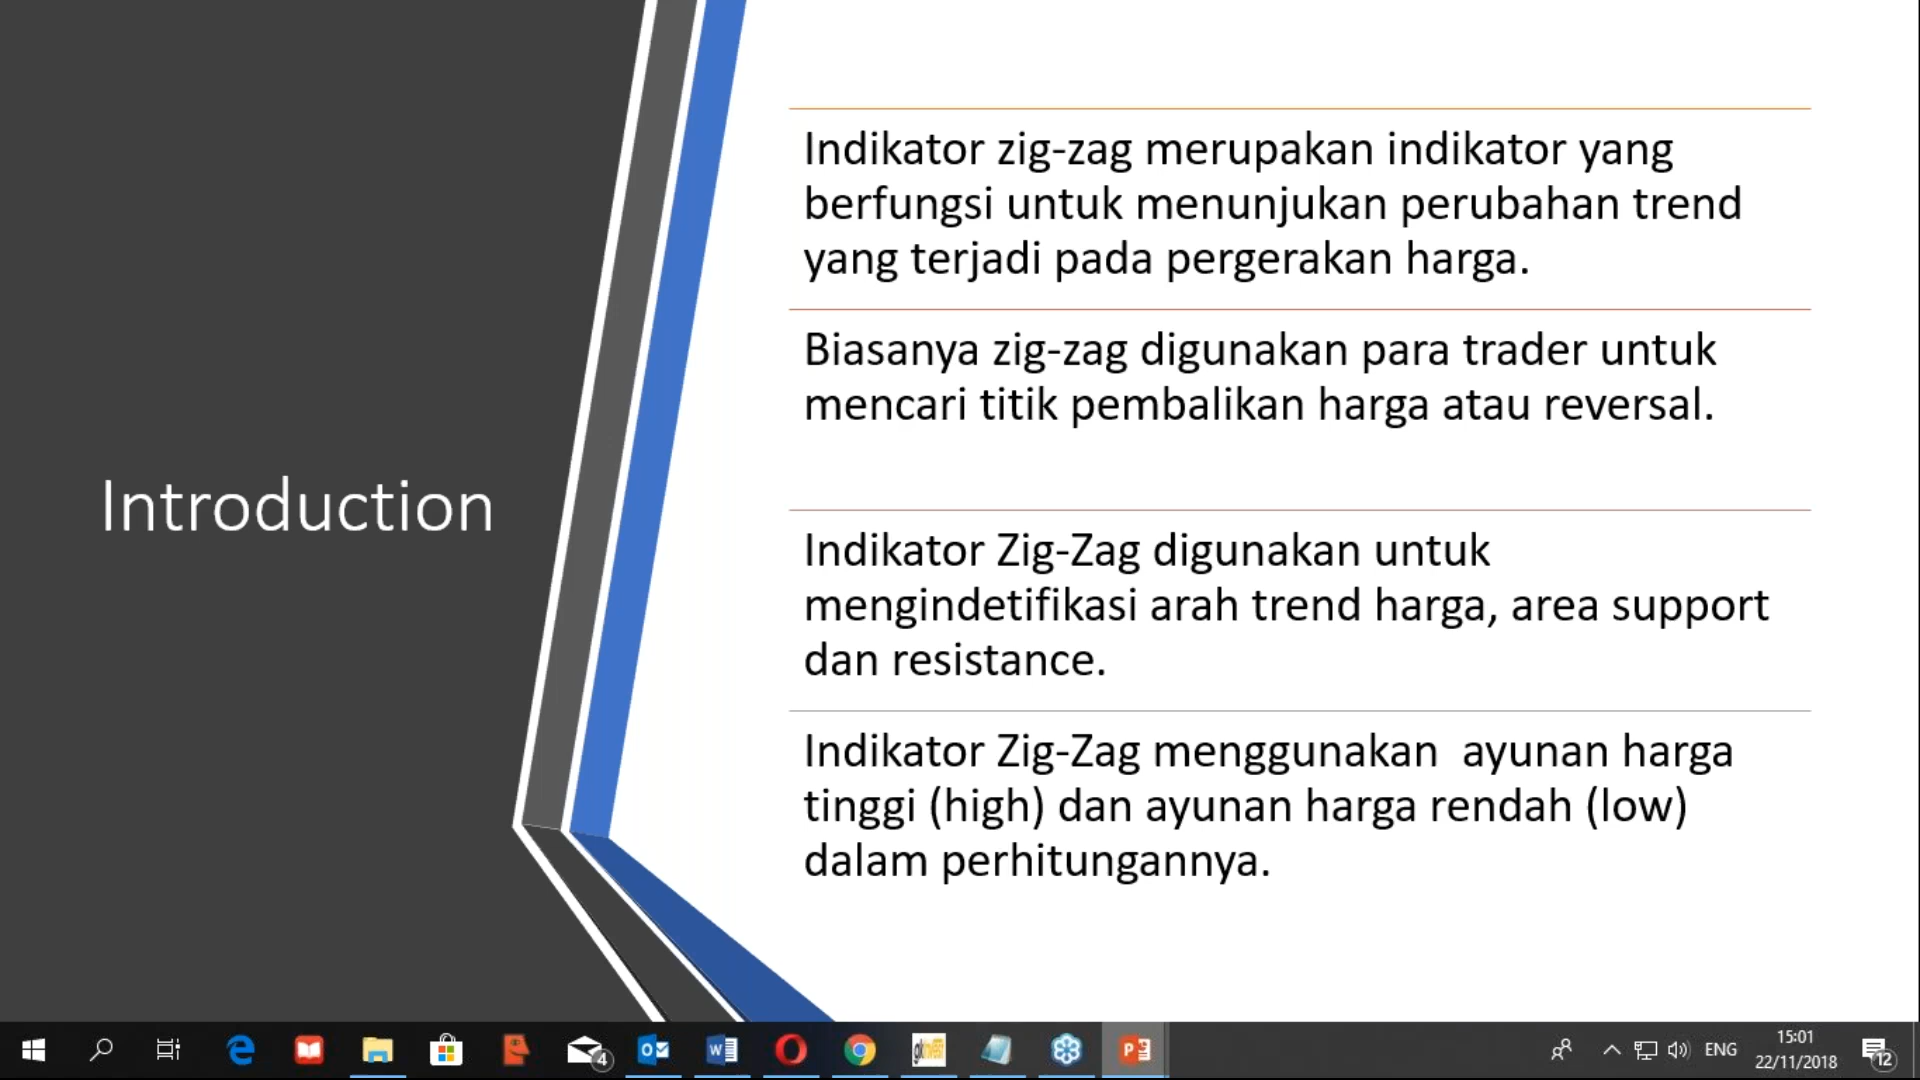 Introduction
Indikator zig-zag merupakan indikator yang
berfungsi untuk menunjukan perubahan trend
yang terjadi pada pergerakan harga.
Biasanya zig-zag digunakan para trader untuk
mencari titik pembalikan harga atau reversal.
Indikator Zig-Zag digunakan untuk
mengindetifikasi arah trend harga, area support
dan resistance.
Indikator Zig-Zag menggunakan  ayunan harga
tinggi (high) dan ayunan harga rendah (low)
dalam perhitungannya.
4
ENG
15:01
22/11/2018
12